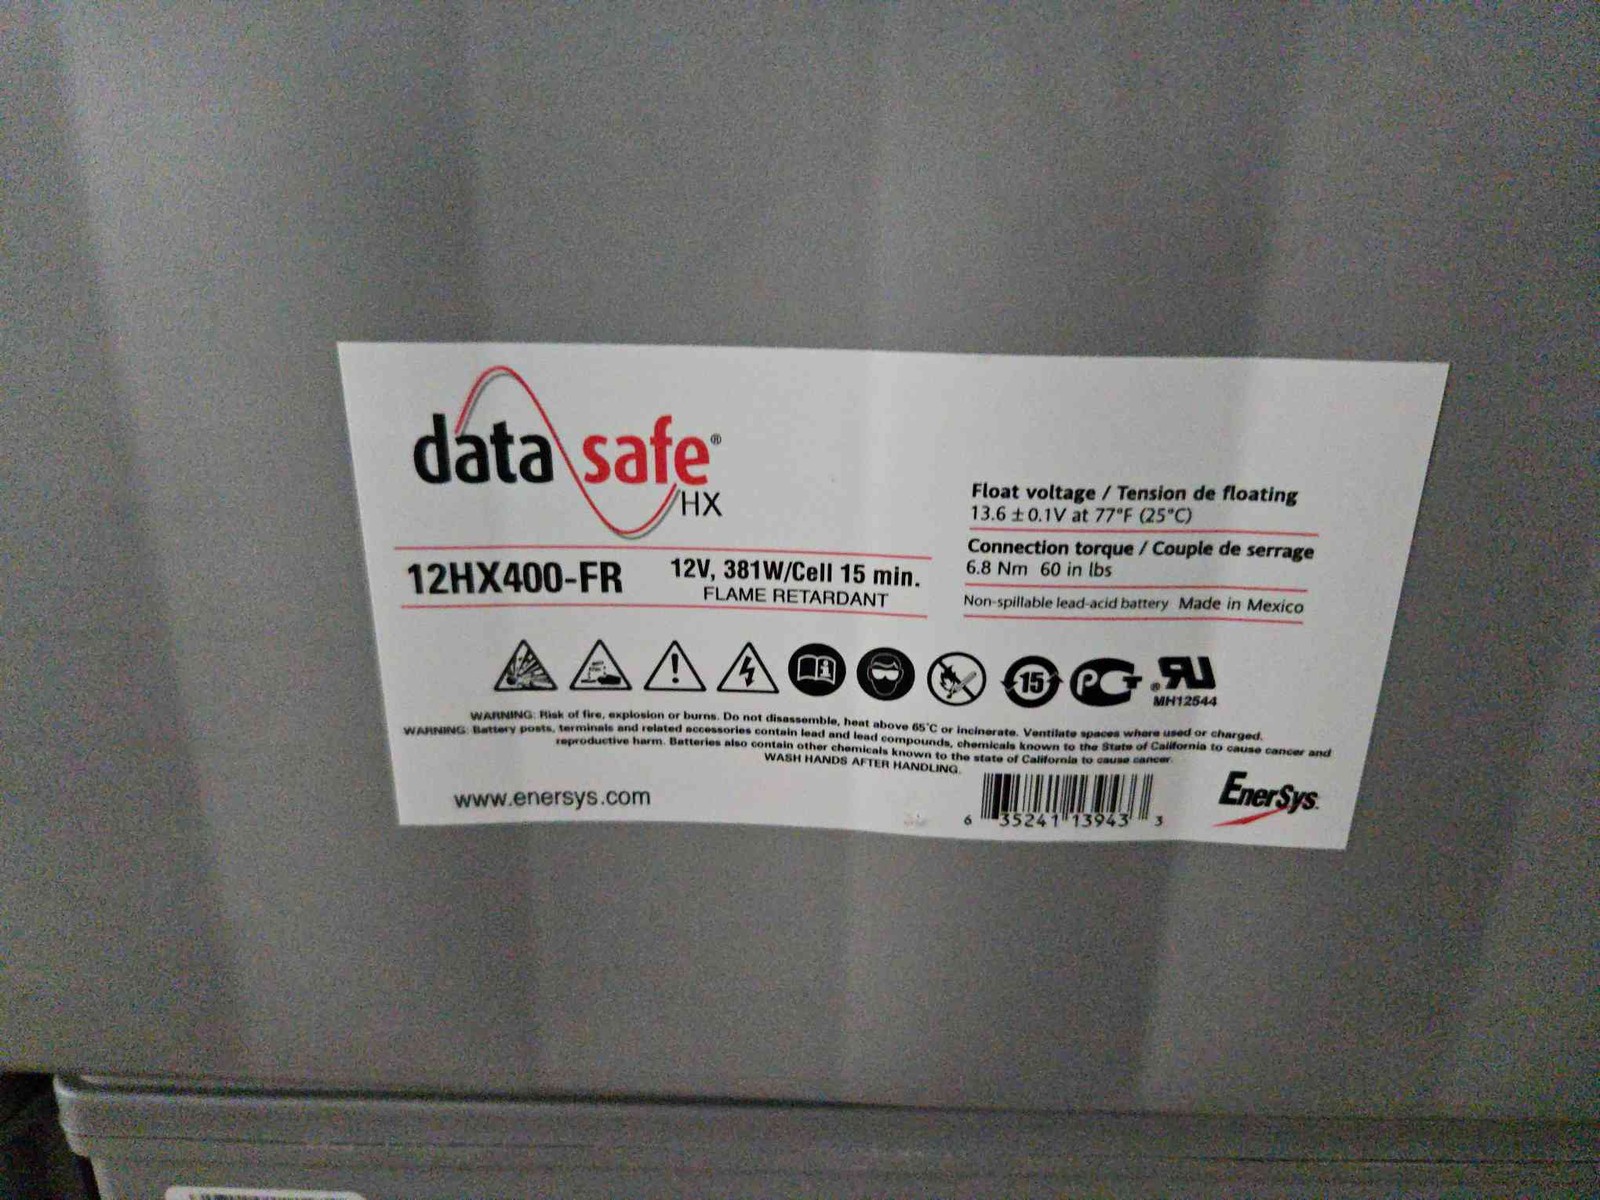 data safe®
HX
12HX400-FR
12V, 381W/Cell 15 min.
FLAME RETARDANT
Float voltage / Tension de floating
13.6 ± 0.1V at 77°F (25°C)
Connection torque / Couple de serrage
6.8 Nm 60 in lbs
Non-spillable lead-acid battery Made in Mexico
15
PCT
RU®
MH12544
WARNING: Risk of fire, explosion or burns. Do not disassemble, heat above 65°C or incinerate. Ventilate spaces where used or charged.
WARNING: Battery posts, terminals and related accessories contain lead and lead compounds, chemicals known to the State of California to cause cancer and
reproductive harm. Batteries also contain other chemicals known to the state of California to cause cancer.
WASH HANDS AFTER HANDLING.
www.enersys.com
6 35241 13943 3
EnerSys